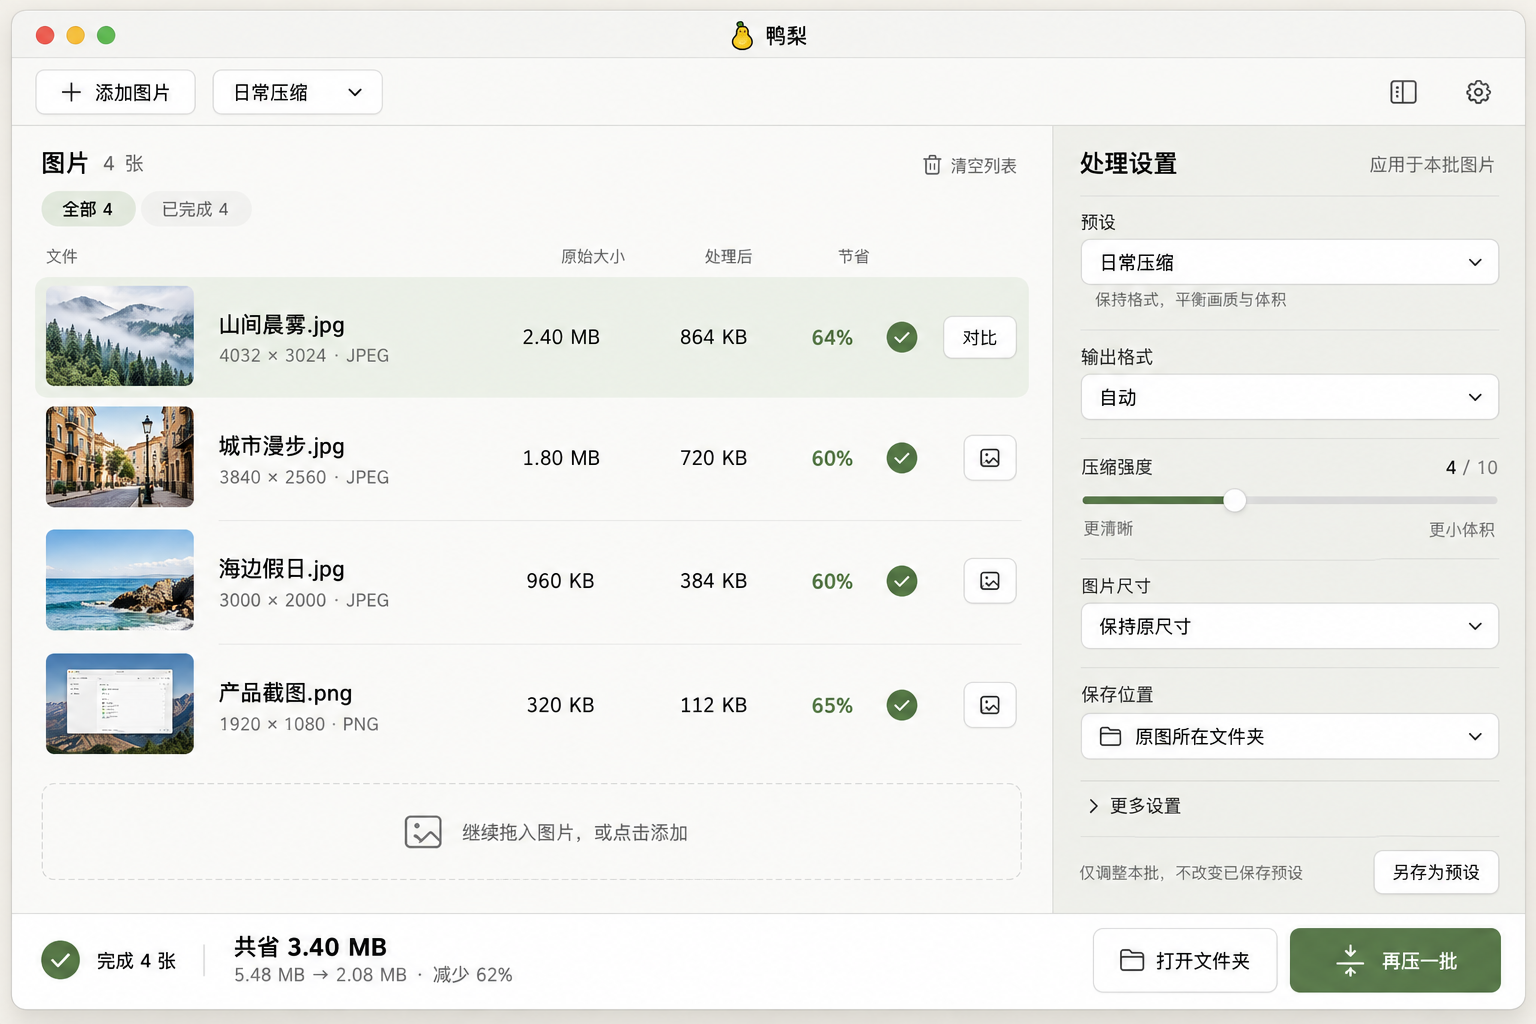 鸭梨
添加图片
日常压缩
图片 4 张
清空列表
全部 4
已完成 4
文件 原始大小 处理后 节省
山间晨雾.jpg
4032 × 3024 · JPEG
2.40 MB 864 KB 64% 对比
城市漫步.jpg
3840 × 2560 · JPEG
1.80 MB 720 KB 60%
海边假日.jpg
3000 × 2000 · JPEG
960 KB 384 KB 60%
产品截图.png
1920 × 1080 · PNG
320 KB 112 KB 65%
继续拖入图片，或点击添加
处理设置 应用于本批图片
预设
日常压缩
保持格式，平衡画质与体积
输出格式
自动
压缩强度 4 / 10
更清晰 更小体积
图片尺寸
保持原尺寸
保存位置
原图所在文件夹
更多设置
仅调整本批，不改变已保存预设 另存为预设
完成 4 张
共省 3.40 MB
5.48 MB → 2.08 MB · 减少 62%
打开文件夹
再压一批